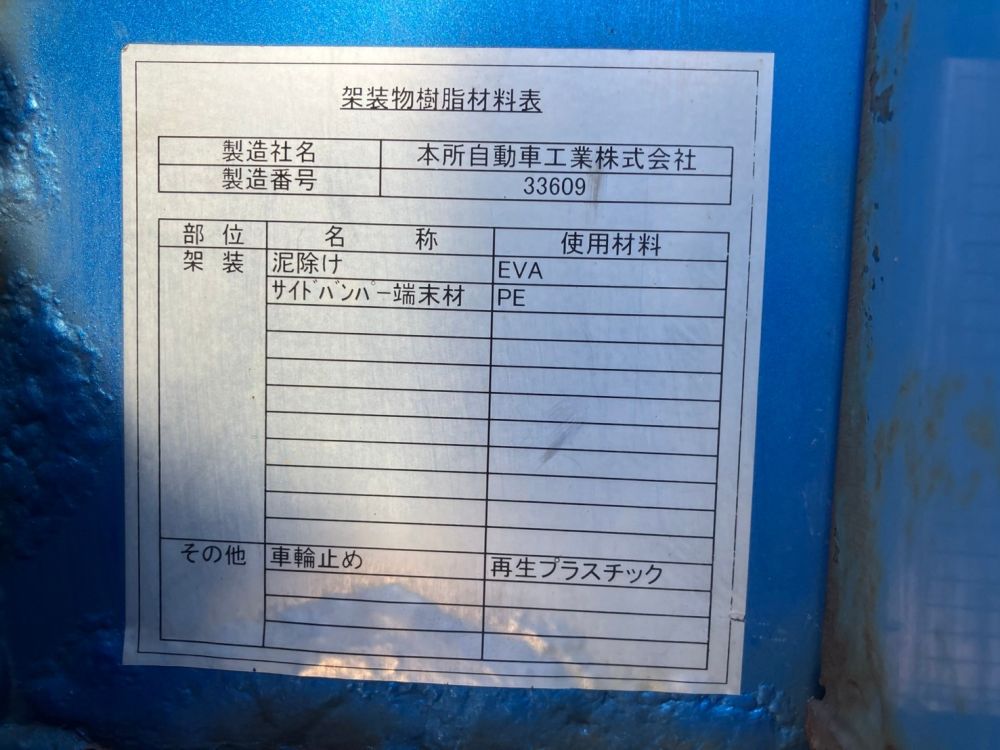 架装物樹脂材料表
製造社名 本所自動車工業株式会社
製造番号 33609
部位 名称 使用材料
架装 泥除け EVA
ｻｲﾄﾞﾊﾞﾝﾊﾟｰ端末材 PE
その他 車輪止め 再生プラスチック